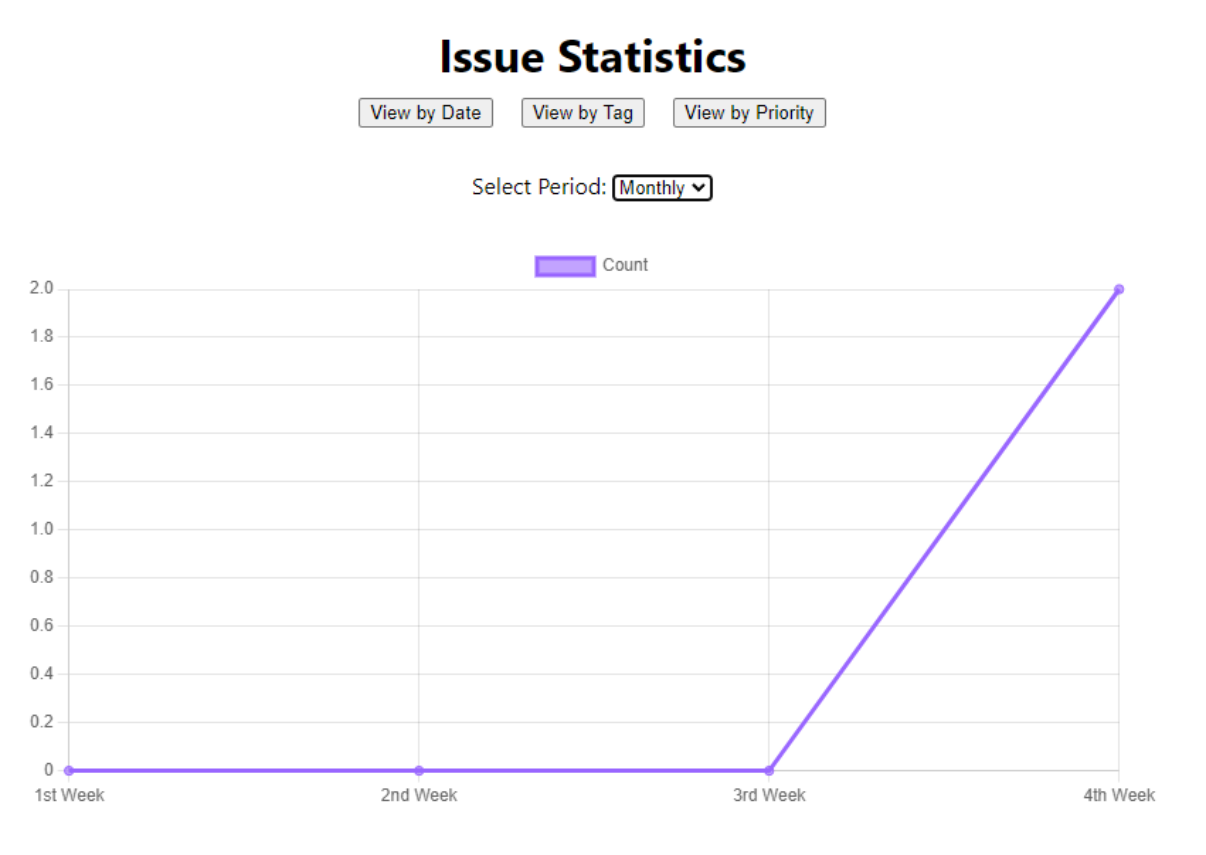 Issue Statistics
View by Date View by Tag View by Priority
Select Period: Monthly
Count
2.0
1.8
1.6
1.4
1.2
1.0
0.8
0.6
0.4
0.2
0
1st Week 2nd Week 3rd Week 4th Week